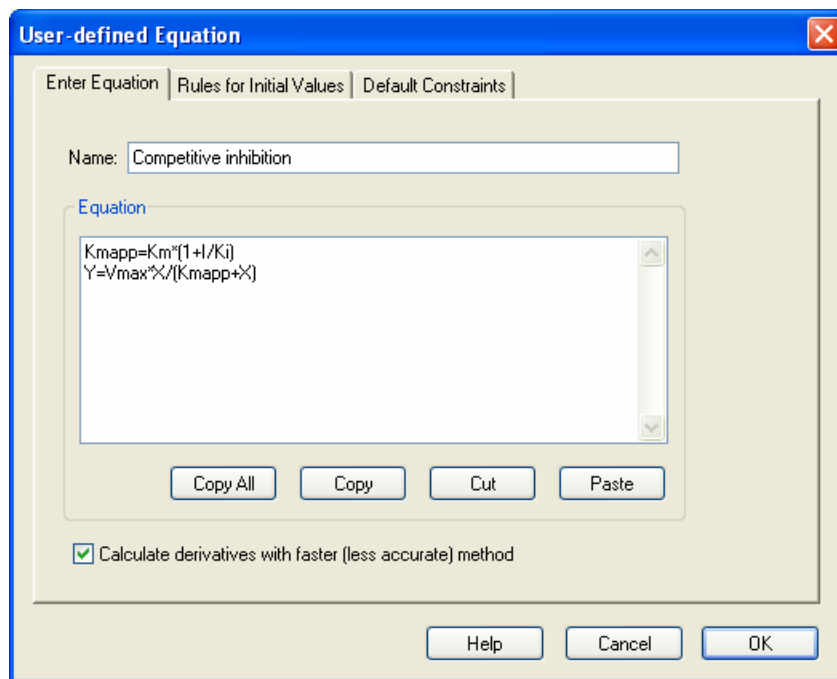 User-defined Equation
Enter Equation Rules for Initial Values Default Constraints
Name: Competitive inhibition
Equation
Kmapp=Km*(1+I/Ki)
Y=Vmax*X/(Kmapp+X)
Copy All Copy Cut Paste
Calculate derivatives with faster (less accurate) method
Help Cancel OK